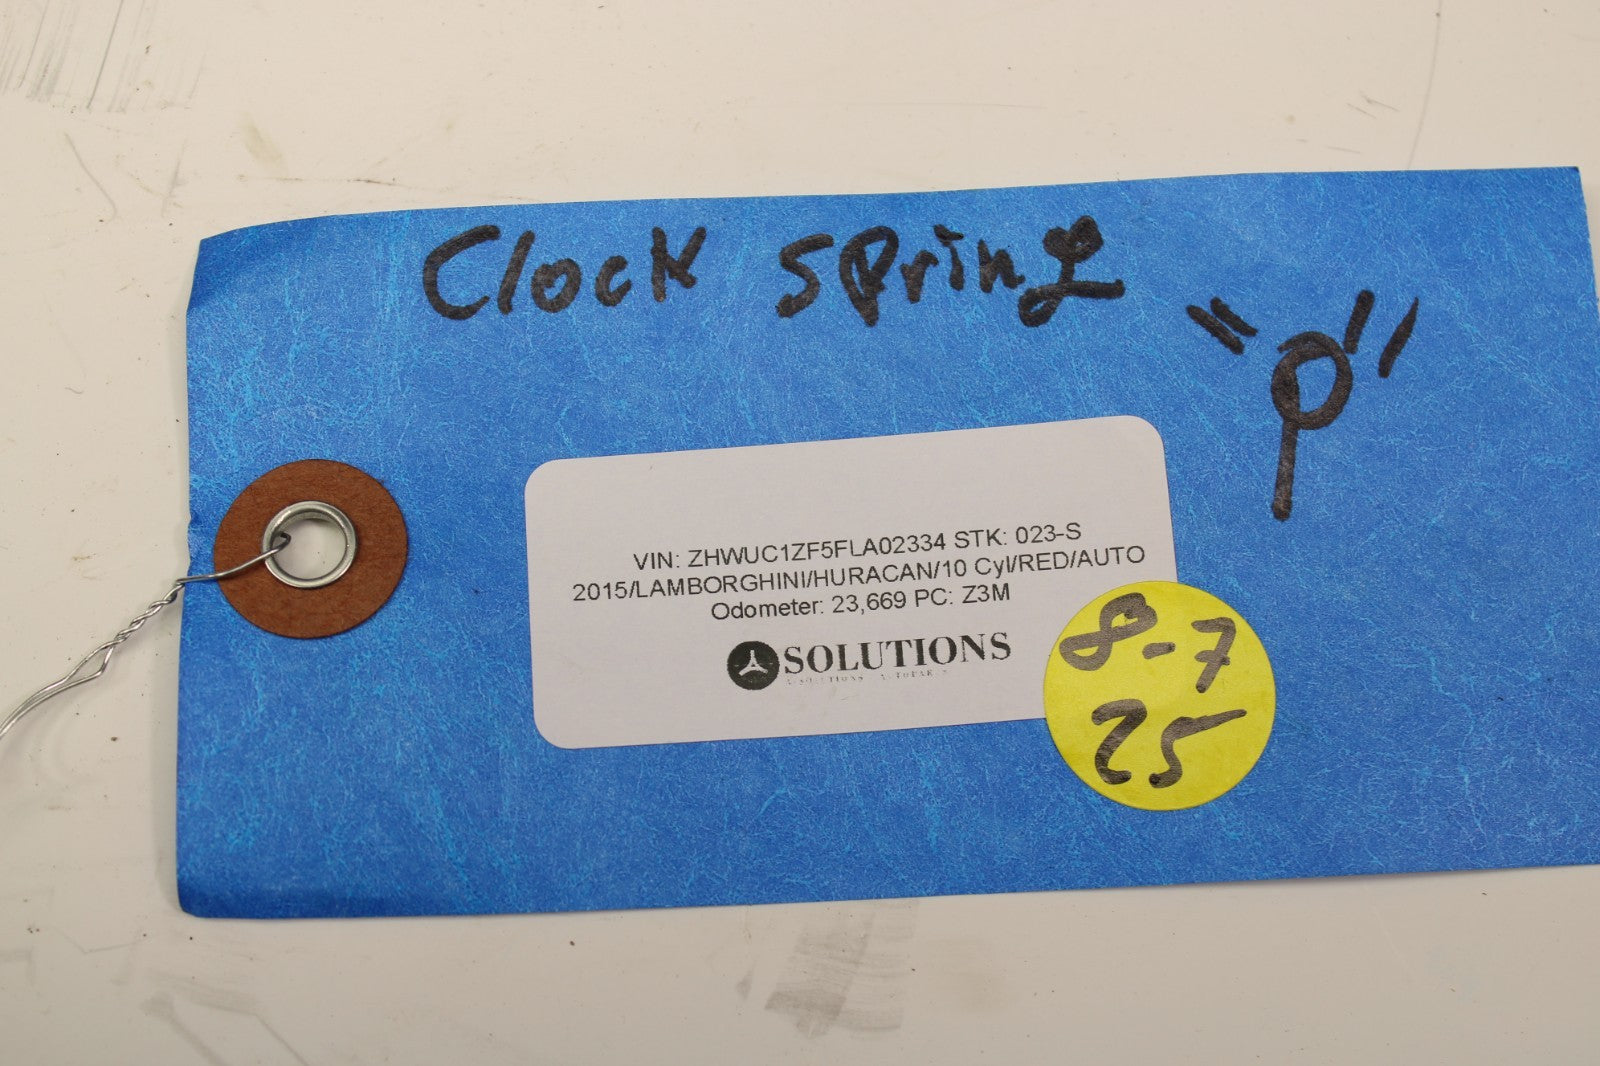 Clock spring
"P"
VIN: ZHWUC1ZF5FLA02334 STK: 023-S
2015/LAMBORGHINI/HURACAN/10 Cyl/RED/AUTO
Odometer: 23,669 PC: Z3M
SOLUTIONS
8-7
25